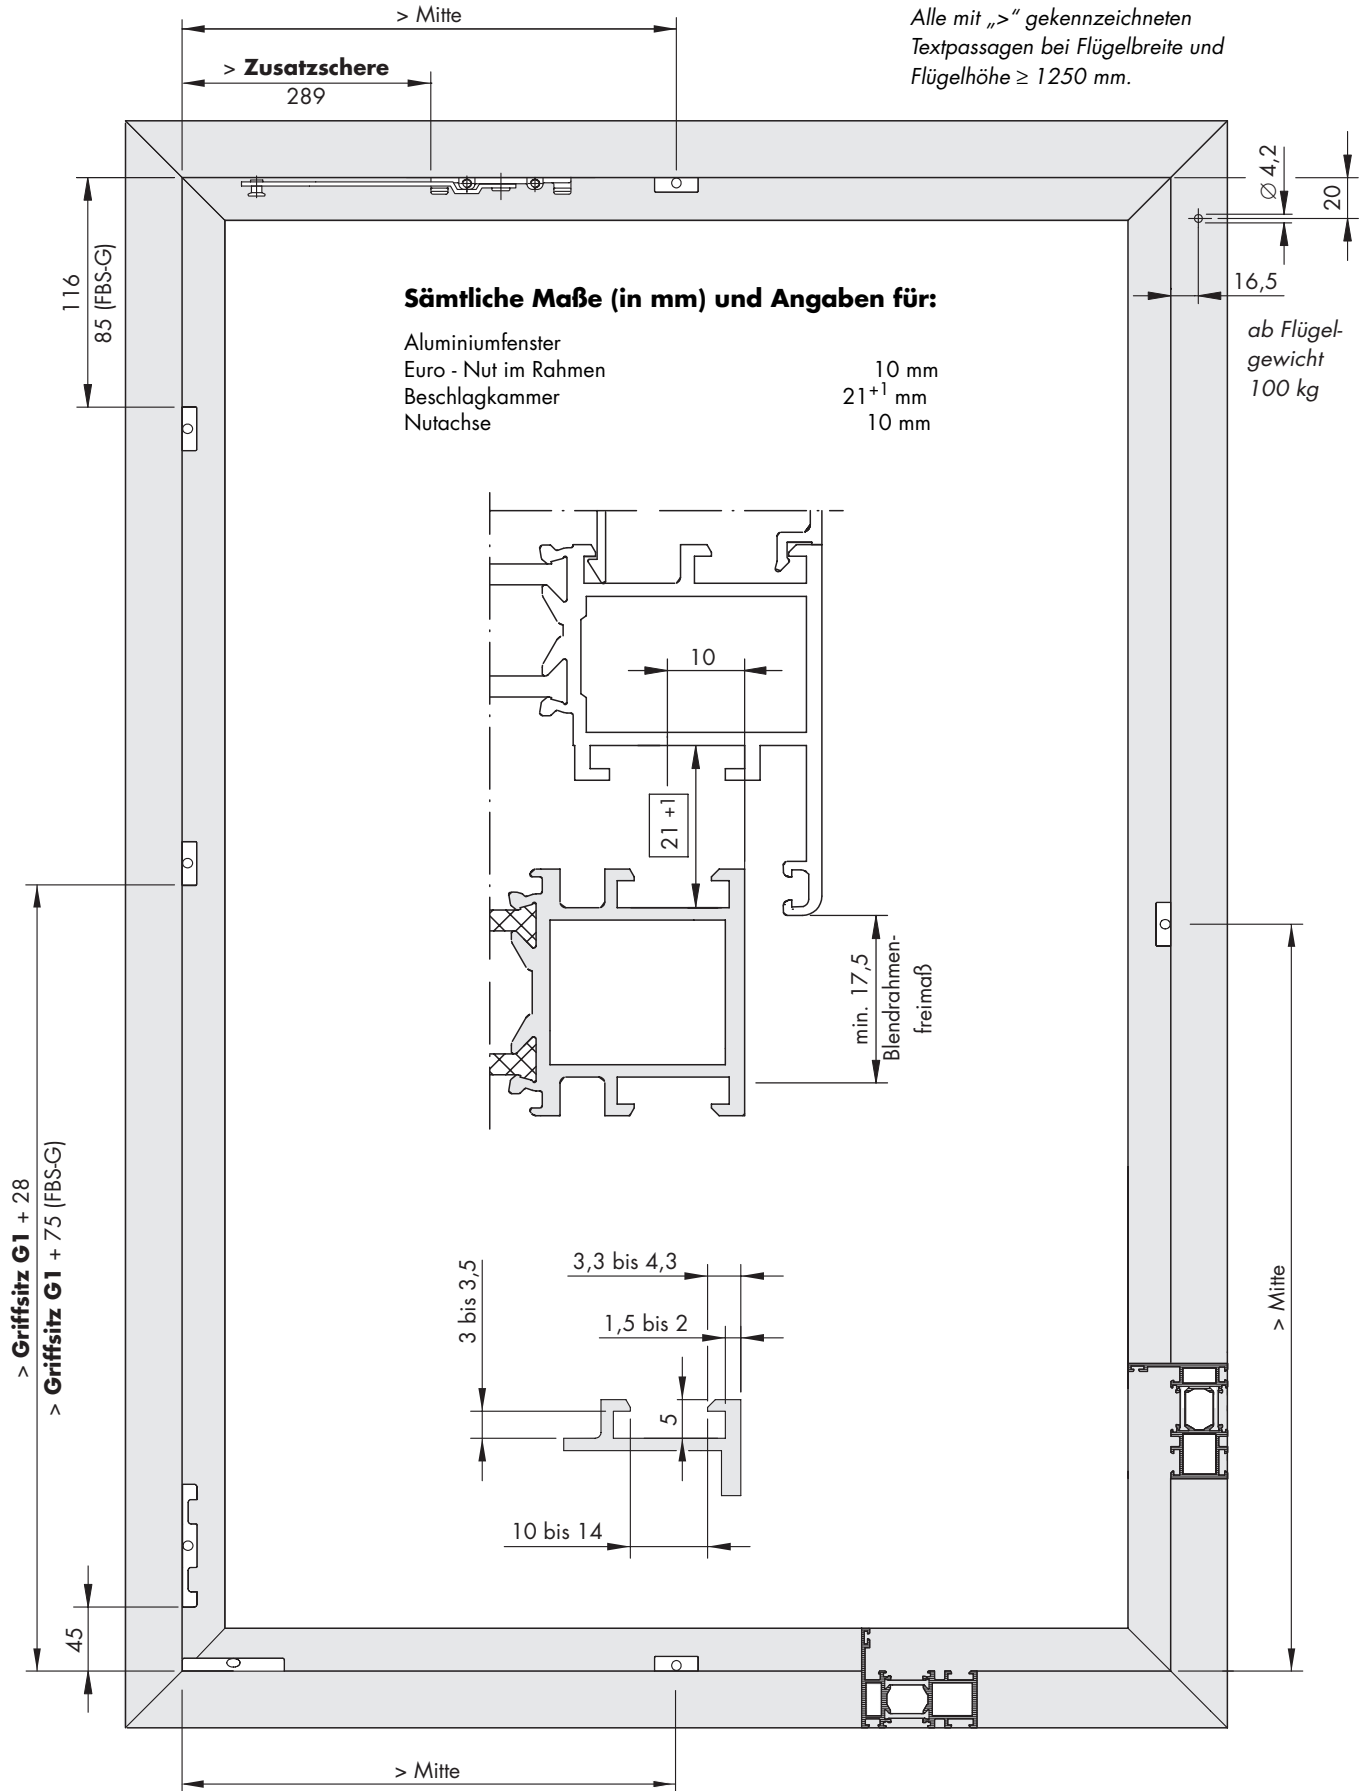 > Mitte
Alle mit „>“ gekennzeichneten
Textpassagen bei Flügelbreite und
Flügelhöhe ≥ 1250 mm.
> Zusatzschere
289
∅ 4,2
20
116
85 (FBS-G)
16,5
ab Flügel-
gewicht
100 kg
Sämtliche Maße (in mm) und Angaben für:
Aluminiumfenster
Euro - Nut im Rahmen 10 mm
Beschlagkammer 21+1 mm
Nutachse 10 mm
10
21 +1
min. 17,5
Blendrahmen-
freimaß
> Griffsitz G1 + 28
> Griffsitz G1 + 75 (FBS-G)
3 bis 3,5
3,3 bis 4,3
1,5 bis 2
5
10 bis 14
> Mitte
45
> Mitte